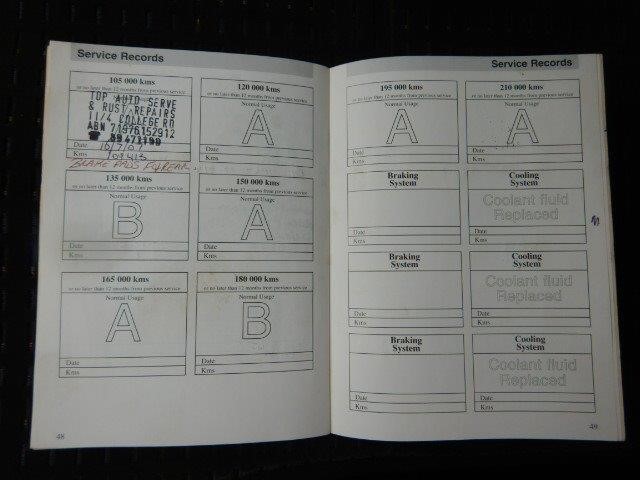 Service Records
105 000 kms
or no later than 12 months from previous service
TOP AUTO SERVE
& RUST REPAIRS
11/4 COLLEGE RD
ABN 71976152912
Date 16/7/07
Kms 109413
BRAKE PADS
120 000 kms
or no later than 12 months from previous service
Normal Usage
A
Date
Kms
135 000 kms
or no later than 12 months from previous service
Normal Usage
B
Date
Kms
150 000 kms
or no later than 12 months from previous service
Normal Usage
A
Date
Kms
165 000 kms
or no later than 12 months from previous service
Normal Usage
A
Date
Kms
180 000 kms
or no later than 12 months from previous service
Normal Usage
B
Date
Kms
48
Service Records
195 000 kms
or no later than 12 months from previous service
Normal Usage
A
Date
Kms
210 000 kms
or no later than 12 months from previous service
Normal Usage
A
Date
Kms
Braking
System
Date
Kms
Cooling
System
Coolant fluid
Replaced
Date
Kms
Braking
System
Date
Kms
Cooling
System
Coolant fluid
Replaced
Date
Kms
Braking
System
Date
Kms
Cooling
System
Coolant fluid
Replaced
Date
Kms
49